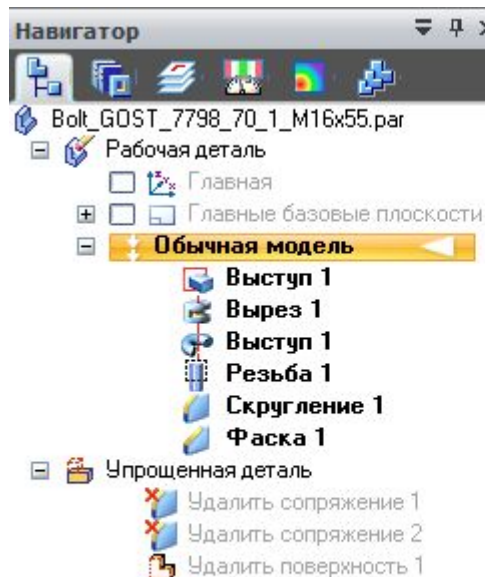 Навигатор
Bolt_GOST_7798_70_1_M16x55.par
Рабочая деталь
Главная
Главные базовые плоскости
Обычная модель
Выступ 1
Вырез 1
Выступ 1
Резьба 1
Скругление 1
Фаска 1
Упрощенная деталь
Удалить сопряжение 1
Удалить сопряжение 2
Удалить поверхность 1